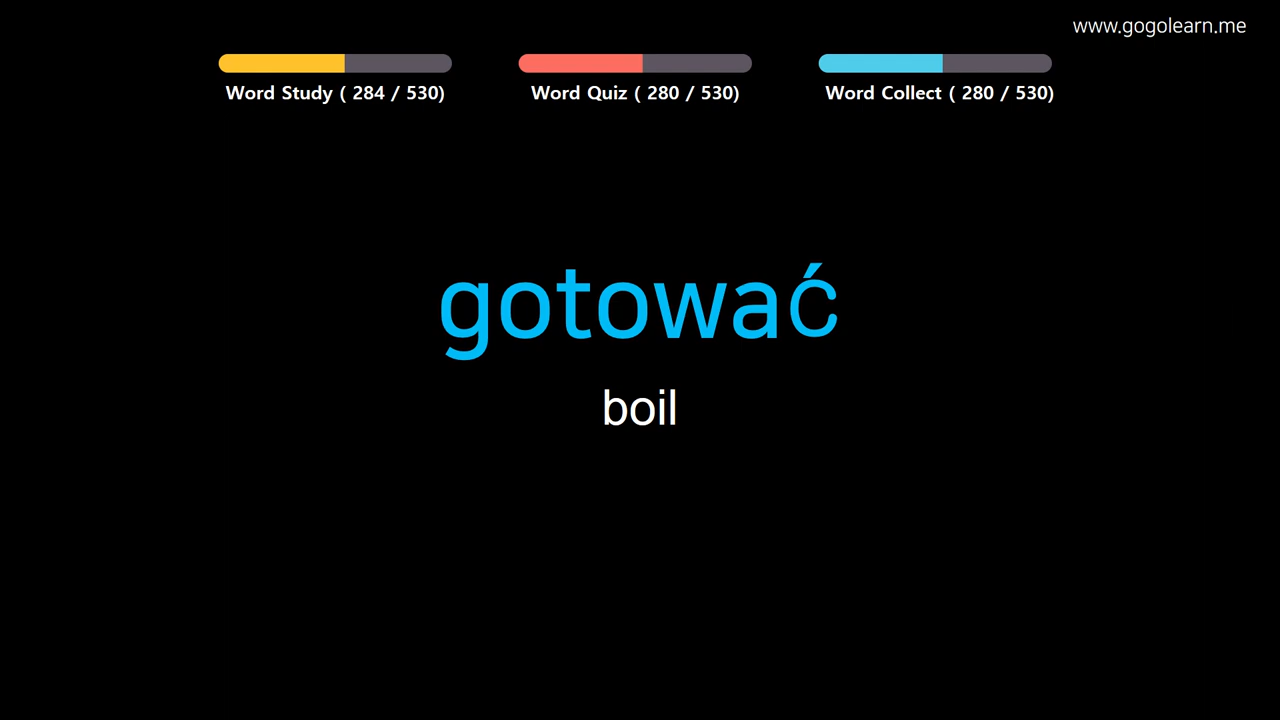 www.gogolearn.me
Word Study ( 284 / 530)
Word Quiz ( 280 / 530)
Word Collect ( 280 / 530)
gotować
boil